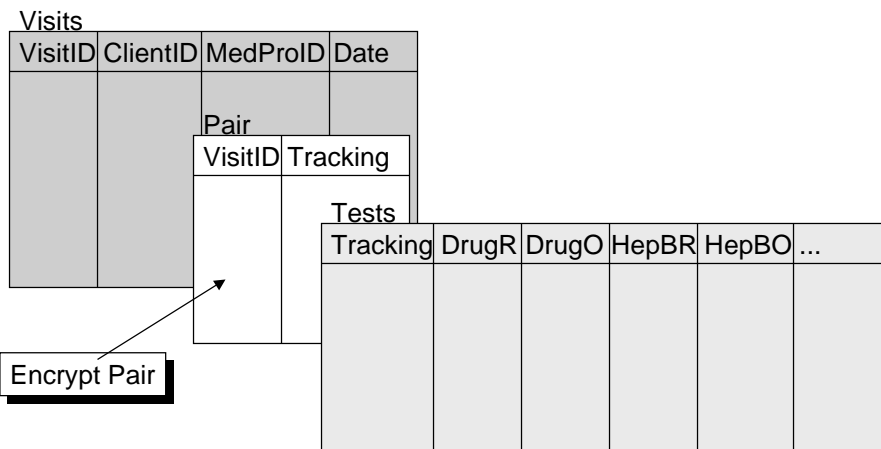 Visits
VisitID ClientID MedProID Date
Pair
VisitID Tracking
Tests
Tracking DrugR DrugO HepBR HepBO ...
Encrypt Pair